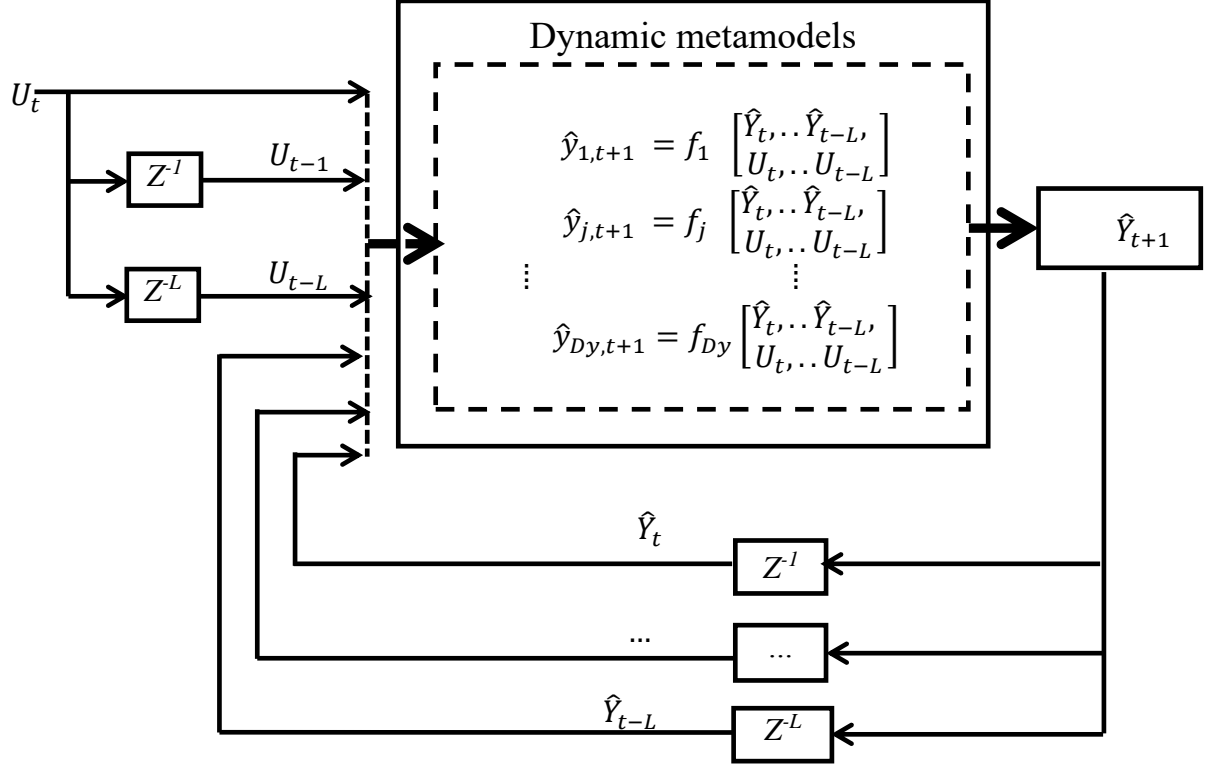 Dynamic metamodels
U_t
Z^{-1}
U_{t-1}
Z^{-L}
U_{t-L}
ŷ_{1,t+1} = f_1 [Ŷ_t, . . Ŷ_{t-L},
U_t, . . U_{t-L}]
ŷ_{j,t+1} = f_j [Ŷ_t, . . Ŷ_{t-L},
U_t, . . U_{t-L}]
⁞ ⁞
ŷ_{Dy,t+1} = f_{Dy} [Ŷ_t, . . Ŷ_{t-L},
U_t, . . U_{t-L}]
Ŷ_{t+1}
Ŷ_t
Z^{-1}
...
...
Ŷ_{t-L}
Z^{-L}